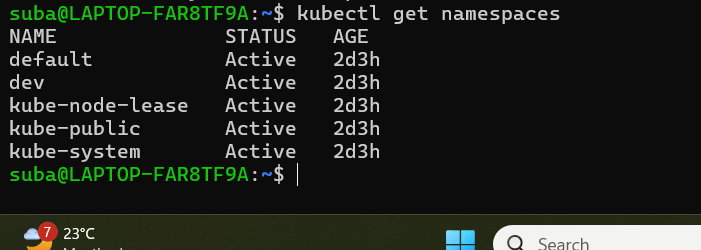 suba@LAPTOP-FAR8TF9A:~$ kubectl get namespaces
NAME              STATUS   AGE
default           Active   2d3h
dev               Active   2d3h
kube-node-lease   Active   2d3h
kube-public       Active   2d3h
kube-system       Active   2d3h
suba@LAPTOP-FAR8TF9A:~$
7
23°C
Search